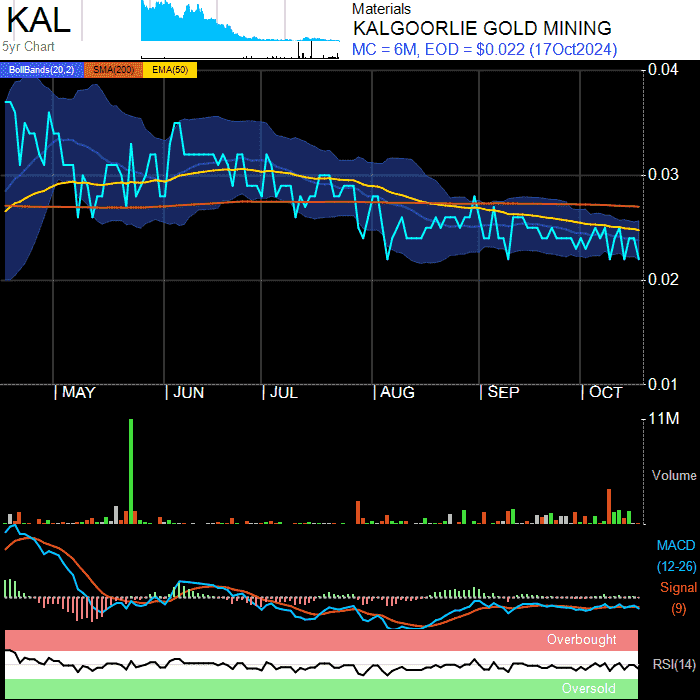 KAL
5yr Chart
Materials
KALGOORLIE GOLD MINING
MC = 6M, EOD = $0.022 (17Oct2024)
BollBands(20,2) SMA(200) EMA(50)
0.04
0.03
0.02
0.01
MAY JUN JUL AUG SEP OCT
11M
Volume
MACD
(12-26)
Signal
(9)
Overbought
RSI(14)
Oversold